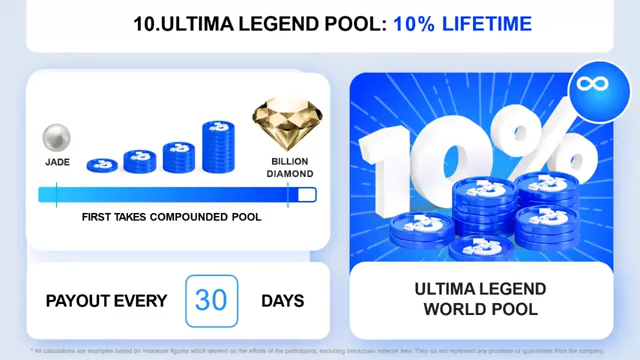 10.ULTIMA LEGEND POOL: 10% LIFETIME
JADE
BILLION
DIAMOND
FIRST TAKES COMPOUNDED POOL
PAYOUT EVERY 30 DAYS
10%
∞
ULTIMA LEGEND
WORLD POOL
* All calculations are examples based on maximum figures which depend on the efforts of the participants, excluding blockchain network fees. They do not represent any promises or guarantees from the company.